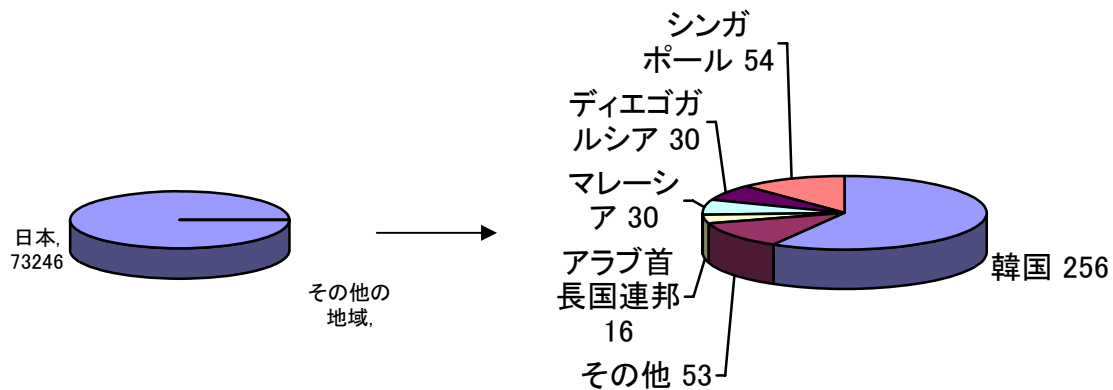 日本,
73246
その他の
地域,
シンガ
ポール 54
ディエゴガ
ルシア 30
マレーシ
ア 30
アラブ首
長国連邦
16
その他 53
韓国 256